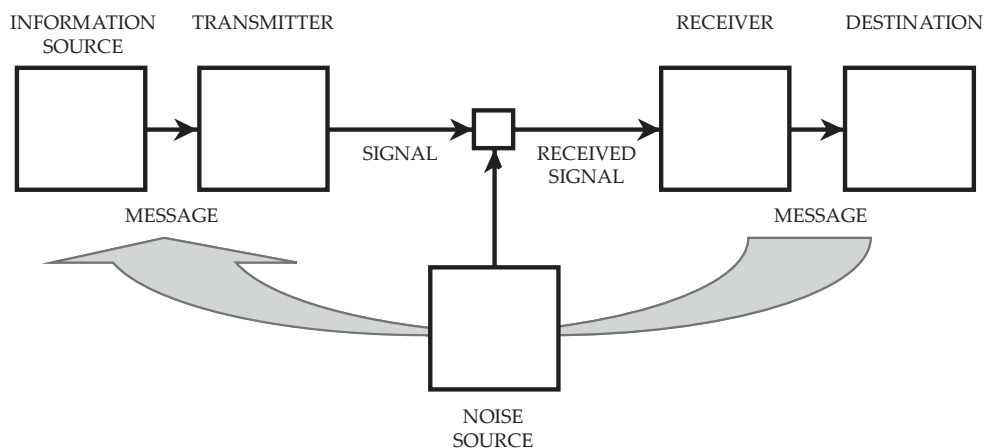 INFORMATION
SOURCE
TRANSMITTER
RECEIVER
DESTINATION
SIGNAL
RECEIVED
SIGNAL
MESSAGE
MESSAGE
NOISE
SOURCE